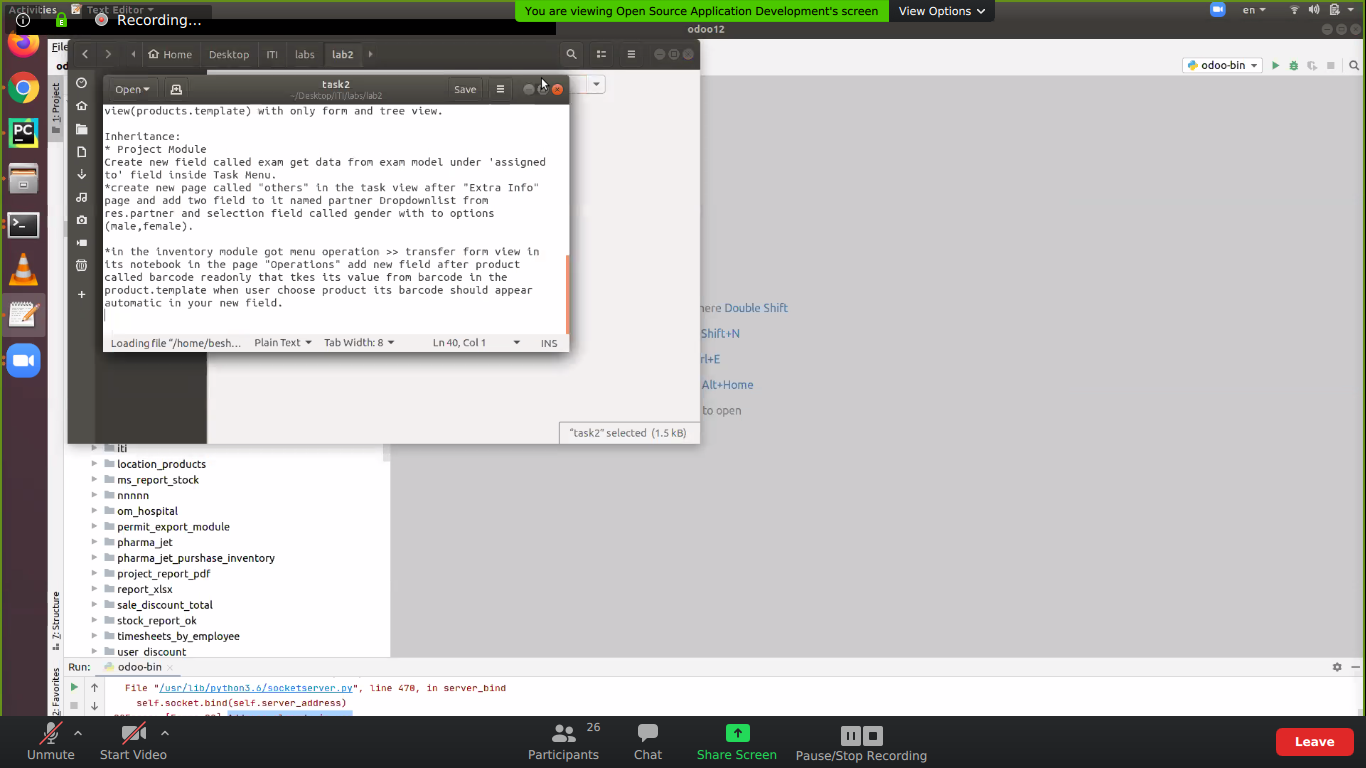 Activities
Text Editor
Recording...
You are viewing Open Source Application Development's screen
View Options
en
odoo12
File
Home
Desktop
ITI
labs
lab2
odoo-bin
1: Project
Open
task2
~/Desktop/ITI/labs/lab2
Save
view(products.template) with only form and tree view.
Inheritance:
* Project Module
Create new field called exam get data from exam model under 'assigned
to' field inside Task Menu.
*create new page called "others" in the task view after "Extra Info"
page and add two field to it named partner Dropdownlist from
res.partner and selection field called gender with to options
(male,female).
*in the inventory module got menu operation >> transfer form view in
its notebook in the page "Operations" add new field after product
called barcode readonly that tkes its value from barcode in the
product.template when user choose product its barcode should appear
automatic in your new field.
Loading file "/home/besh...
Plain Text
Tab Width: 8
Ln 40, Col 1
INS
here Double Shift
Shift+N
rl+E
Alt+Home
to open
"task2" selected (1.5 kB)
iti
location_products
ms_report_stock
nnnnn
om_hospital
permit_export_module
pharma_jet
pharma_jet_purshase_inventory
project_report_pdf
report_xlsx
sale_discount_total
stock_report_ok
timesheets_by_employee
user_discount
7: Structure
2: Favorites
Run:
odoo-bin
File "/usr/lib/python3.6/socketserver.py", line 470, in server_bind
self.socket.bind(self.server_address)
Unmute
Start Video
Participants
26
Chat
Share Screen
Pause/Stop Recording
Leave